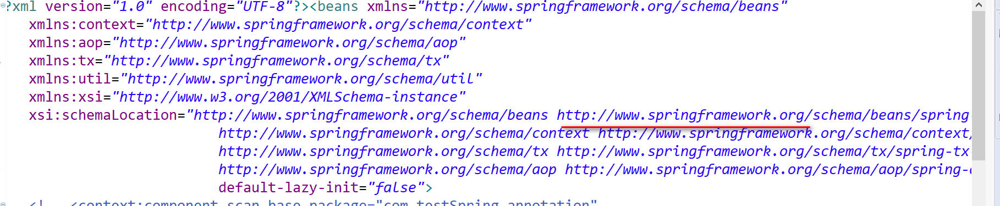 ?xml version="1.0" encoding="UTF-8"?><beans xmlns="http://www.springframework.org/schema/beans"
xmlns:context="http://www.springframework.org/schema/context"
xmlns:aop="http://www.springframework.org/schema/aop"
xmlns:tx="http://www.springframework.org/schema/tx"
xmlns:util="http://www.springframework.org/schema/util"
xmlns:xsi="http://www.w3.org/2001/XMLSchema-instance"
xsi:schemaLocation="http://www.springframework.org/schema/beans http://www.springframework.org/schema/beans/spring-
http://www.springframework.org/schema/context http://www.springframework.org/schema/context/
http://www.springframework.org/schema/tx http://www.springframework.org/schema/tx/spring-tx
http://www.springframework.org/schema/aop http://www.springframework.org/schema/aop/spring-
default-lazy-init="false">
<context:component-scan base-package="com.testSpring.annotation"